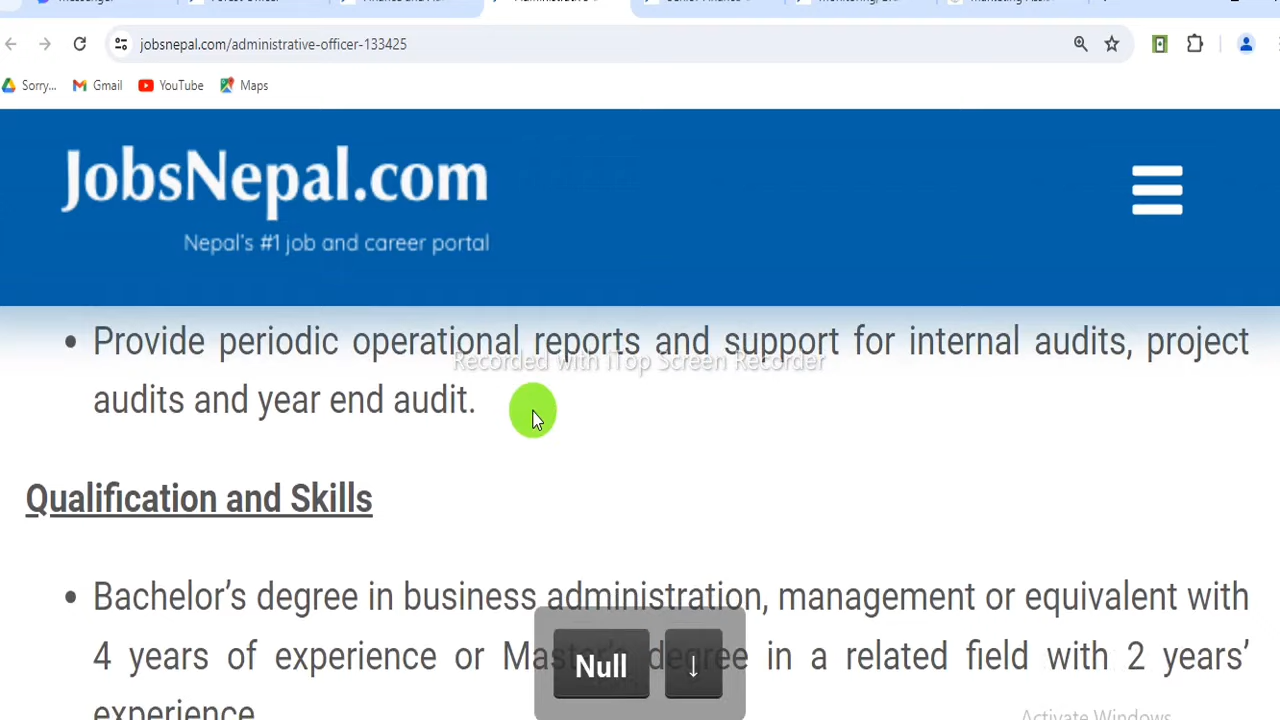 jobsnepal.com/administrative-officer-133425
Sorry...
Gmail
YouTube
Maps
JobsNepal.com
Nepal's #1 job and career portal
• Provide periodic operational reports and support for internal audits, project
Recorded with iTop Screen Recorder
audits and year end audit.
Qualification and Skills
• Bachelor’s degree in business administration, management or equivalent with
4 years of experience or Master's degree in a related field with 2 years’
Null ↓
experience
Activate Windows